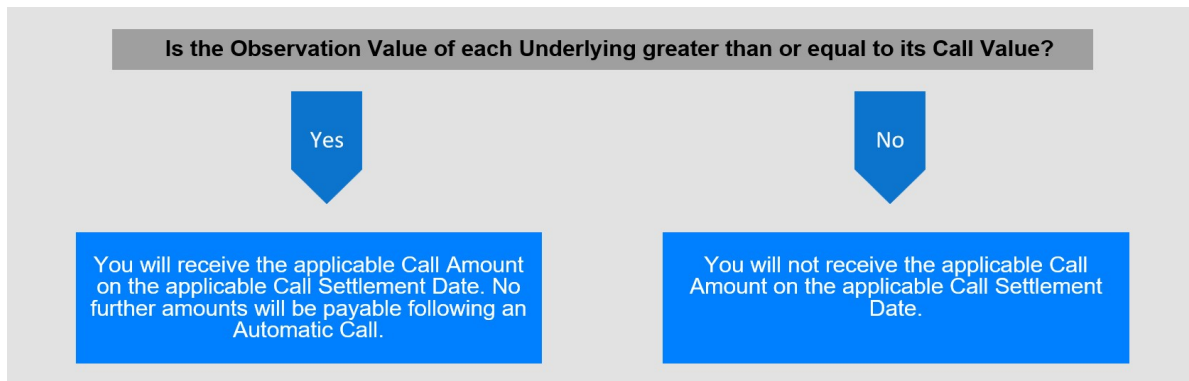 Is the Observation Value of each Underlying greater than or equal to its Call Value?
Yes
No
You will receive the applicable Call Amount
on the applicable Call Settlement Date. No
further amounts will be payable following an
Automatic Call.
You will not receive the applicable Call
Amount on the applicable Call Settlement
Date.